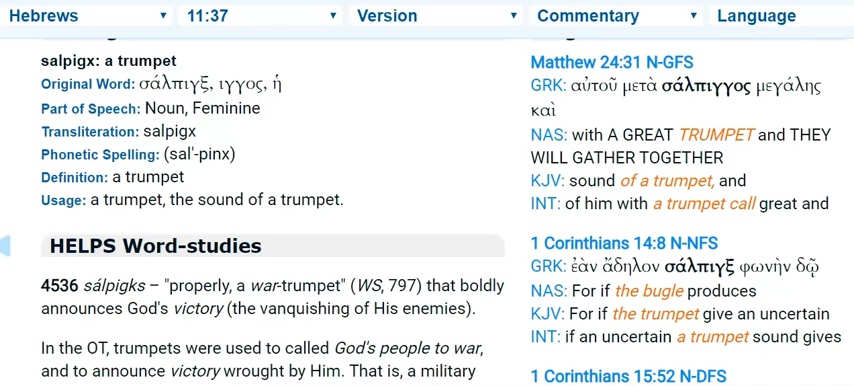 Hebrews
11:37
Version
Commentary
Language
salpigx: a trumpet
Original Word: σάλπιγξ, ιγγος, ἡ
Part of Speech: Noun, Feminine
Transliteration: salpigx
Phonetic Spelling: (sal'-pinx)
Definition: a trumpet
Usage: a trumpet, the sound of a trumpet.
HELPS Word-studies
4536 sálpigks – "properly, a war-trumpet" (WS, 797) that boldly
announces God's victory (the vanquishing of His enemies).
In the OT, trumpets were used to called God's people to war,
and to announce victory wrought by Him. That is, a military
Matthew 24:31 N-GFS
GRK: αὐτοῦ μετὰ σάλπιγγος μεγάλης
καὶ
NAS: with A GREAT TRUMPET and THEY
WILL GATHER TOGETHER
KJV: sound of a trumpet, and
INT: of him with a trumpet call great and
1 Corinthians 14:8 N-NFS
GRK: ἐὰν ἄδηλον σάλπιγξ φωνὴν δῷ
NAS: For if the bugle produces
KJV: For if the trumpet give an uncertain
INT: if an uncertain a trumpet sound gives
1 Corinthians 15:52 N-DFS